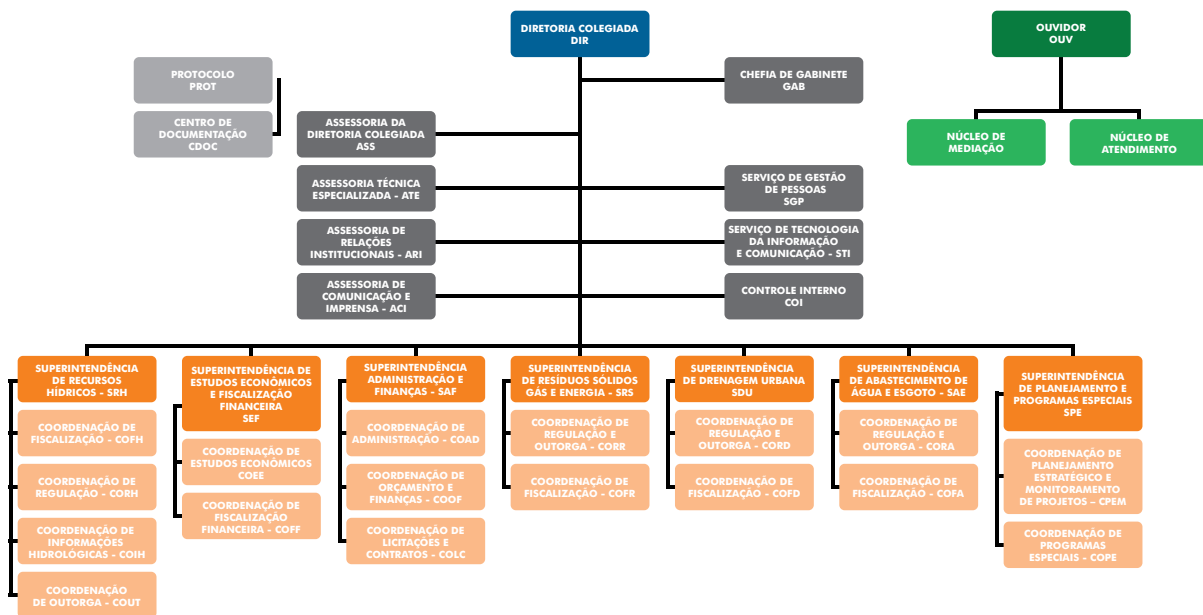 DIRETORIA COLEGIADA
DIR
OUVIDOR
OUV
PROTOCOLO
PROT
CHEFIA DE GABINETE
GAB
CENTRO DE
DOCUMENTAÇÃO
CDOC
ASSESSORIA DA
DIRETORIA COLEGIADA
ASS
NÚCLEO DE
MEDIAÇÃO
NÚCLEO DE
ATENDIMENTO
ASSESSORIA TÉCNICA
ESPECIALIZADA - ATE
SERVIÇO DE GESTÃO
DE PESSOAS
SGP
ASSESSORIA DE
RELAÇÕES
INSTITUCIONAIS - ARI
SERVIÇO DE TECNOLOGIA
DA INFORMAÇÃO
E COMUNICAÇÃO - STI
ASSESSORIA DE
COMUNICAÇÃO E
IMPRENSA - ACI
CONTROLE INTERNO
COI
SUPERINTENDÊNCIA
DE RECURSOS
HÍDRICOS - SRH
SUPERINTENDÊNCIA DE
ESTUDOS ECONÔMICOS
E FISCALIZAÇÃO
FINANCEIRA
SEF
SUPERINTENDÊNCIA
ADMINISTRAÇÃO E
FINANÇAS - SAF
SUPERINTENDÊNCIA
DE RESÍDUOS SÓLIDOS
GÁS E ENERGIA - SRS
SUPERINTENDÊNCIA
DE DRENAGEM URBANA
SDU
SUPERINTENDÊNCIA
DE ABASTECIMENTO DE
ÁGUA E ESGOTO - SAE
SUPERINTENDÊNCIA
DE PLANEJAMENTO E
PROGRAMAS ESPECIAIS
SPE
COORDENAÇÃO DE
FISCALIZAÇÃO - COFH
COORDENAÇÃO DE
ESTUDOS ECONÔMICOS
COEE
COORDENAÇÃO DE
ADMINISTRAÇÃO - COAD
COORDENAÇÃO DE
REGULAÇÃO E
OUTORGA - CORR
COORDENAÇÃO DE
REGULAÇÃO E
OUTORGA - CORD
COORDENAÇÃO DE
REGULAÇÃO E
OUTORGA - CORA
COORDENAÇÃO DE
PLANEJAMENTO
ESTRATÉGICO E
MONITORAMENTO
DE PROJETOS – CPEM
COORDENAÇÃO DE
REGULAÇÃO - CORH
COORDENAÇÃO DE
FISCALIZAÇÃO
FINANCEIRA - COFF
COORDENAÇÃO DE
ORÇAMENTO E
FINANÇAS - COOF
COORDENAÇÃO DE
FISCALIZAÇÃO - COFR
COORDENAÇÃO DE
FISCALIZAÇÃO - COFD
COORDENAÇÃO DE
FISCALIZAÇÃO - COFA
COORDENAÇÃO DE
INFORMAÇÕES
HIDROLÓGICAS - COIH
COORDENAÇÃO DE
LICITAÇÕES E
CONTRATOS - COLC
COORDENAÇÃO DE
PROGRAMAS
ESPECIAIS - COPE
COORDENAÇÃO
DE OUTORGA - COUT